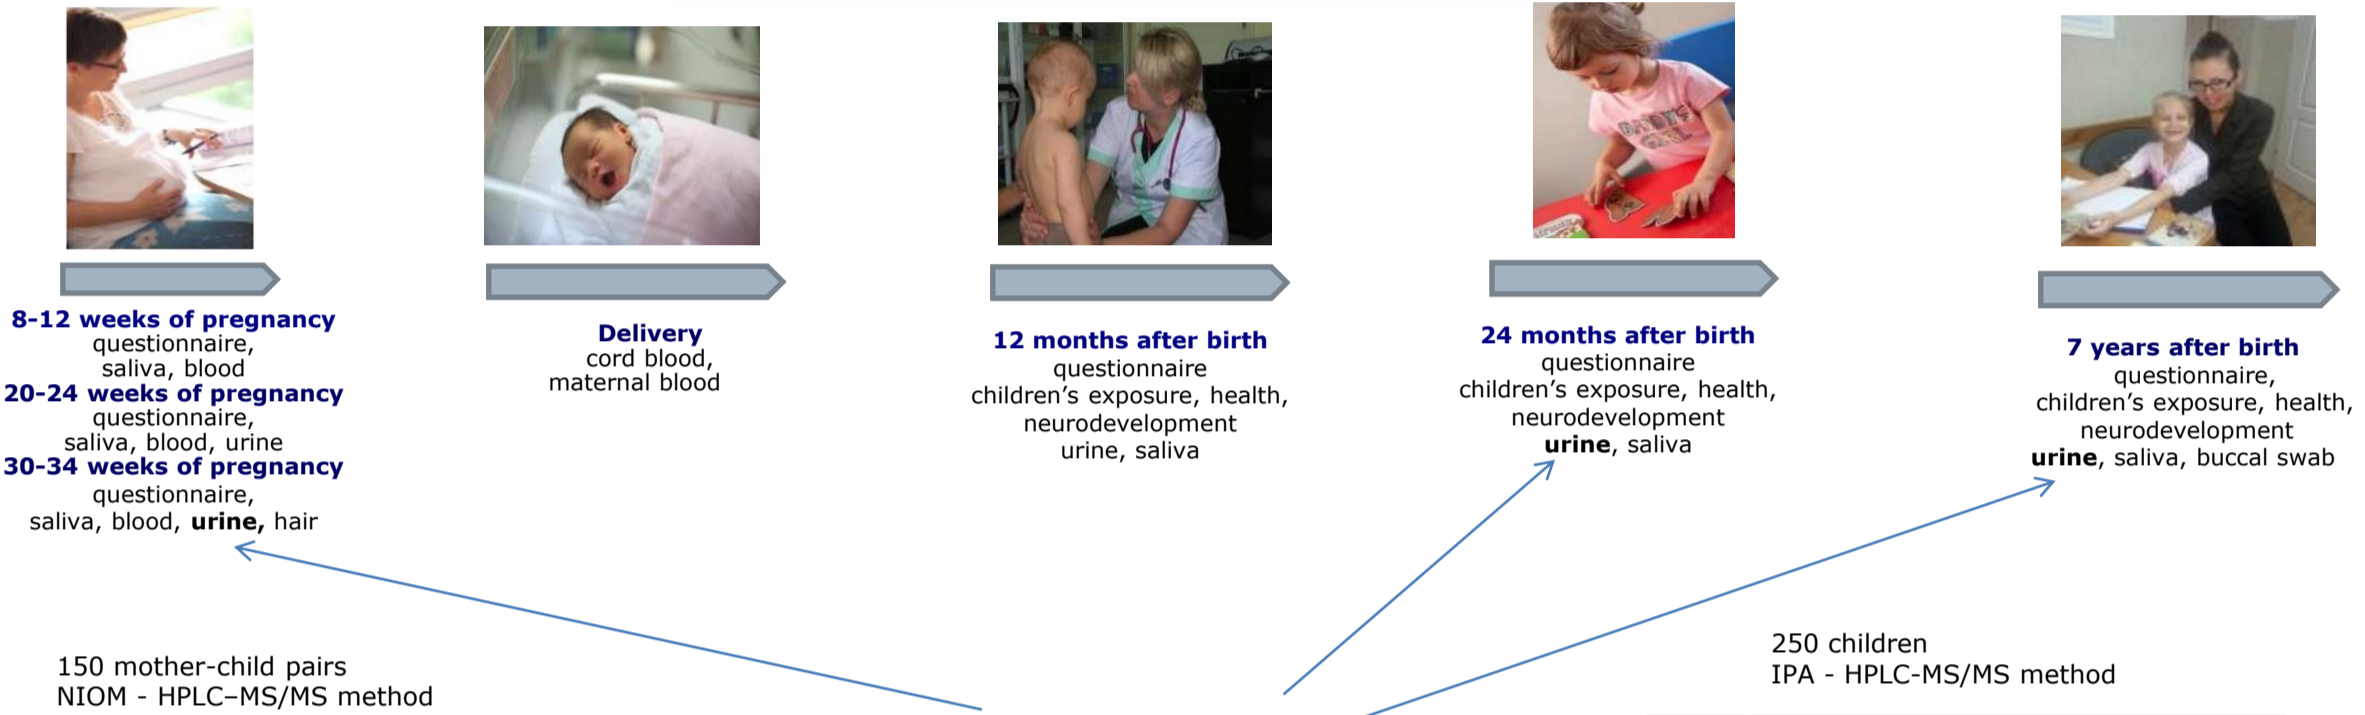 8-12 weeks of pregnancy
questionnaire,
saliva, blood
20-24 weeks of pregnancy
questionnaire,
saliva, blood, urine
30-34 weeks of pregnancy
questionnaire,
saliva, blood, urine, hair
Delivery
cord blood,
maternal blood
12 months after birth
questionnaire
children’s exposure, health,
neurodevelopment
urine, saliva
24 months after birth
questionnaire
children’s exposure, health,
neurodevelopment
urine, saliva
7 years after birth
questionnaire,
children’s exposure, health,
neurodevelopment
urine, saliva, buccal swab
150 mother-child pairs
NIOM - HPLC–MS/MS method
250 children
IPA - HPLC-MS/MS method